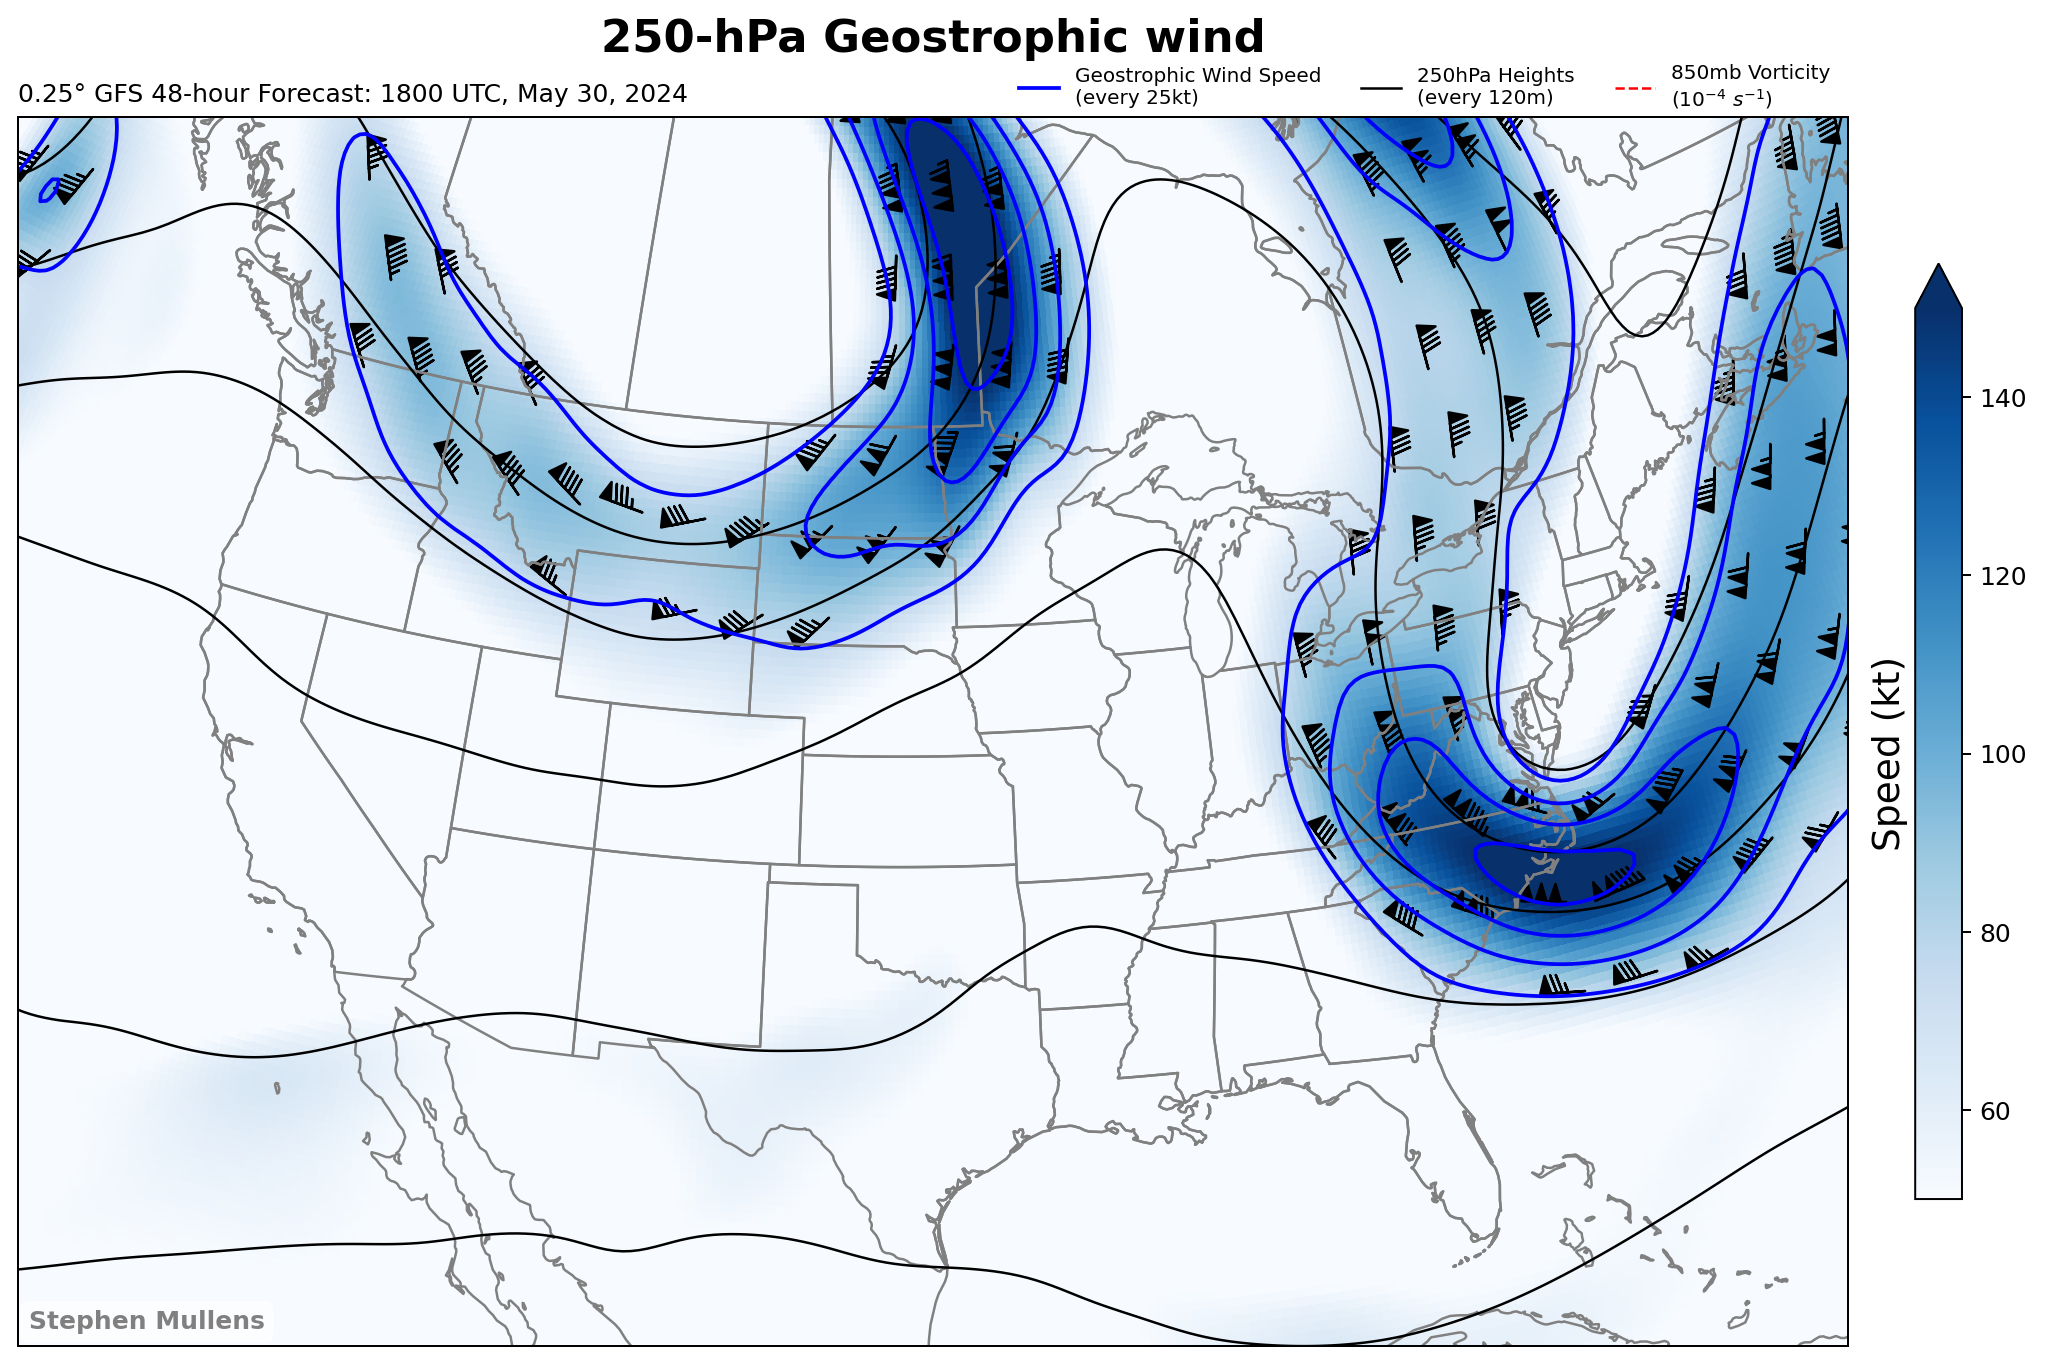 250-hPa Geostrophic wind
0.25° GFS 48-hour Forecast: 1800 UTC, May 30, 2024
Geostrophic Wind Speed
(every 25kt)
250hPa Heights
(every 120m)
850mb Vorticity
(10⁻⁴ s⁻¹)
140
120
100
80
60
Speed (kt)
Stephen Mullens